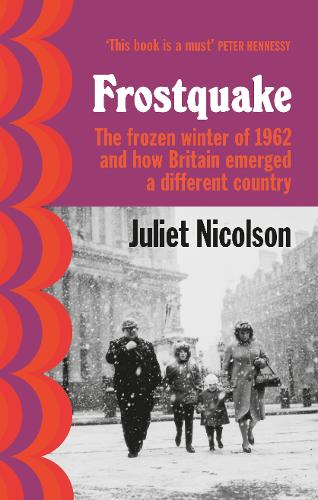 ‘This book is a must’ PETER HENNESSY
Frostquake
The frozen winter of 1962
and how Britain emerged
a different country
Juliet Nicolson